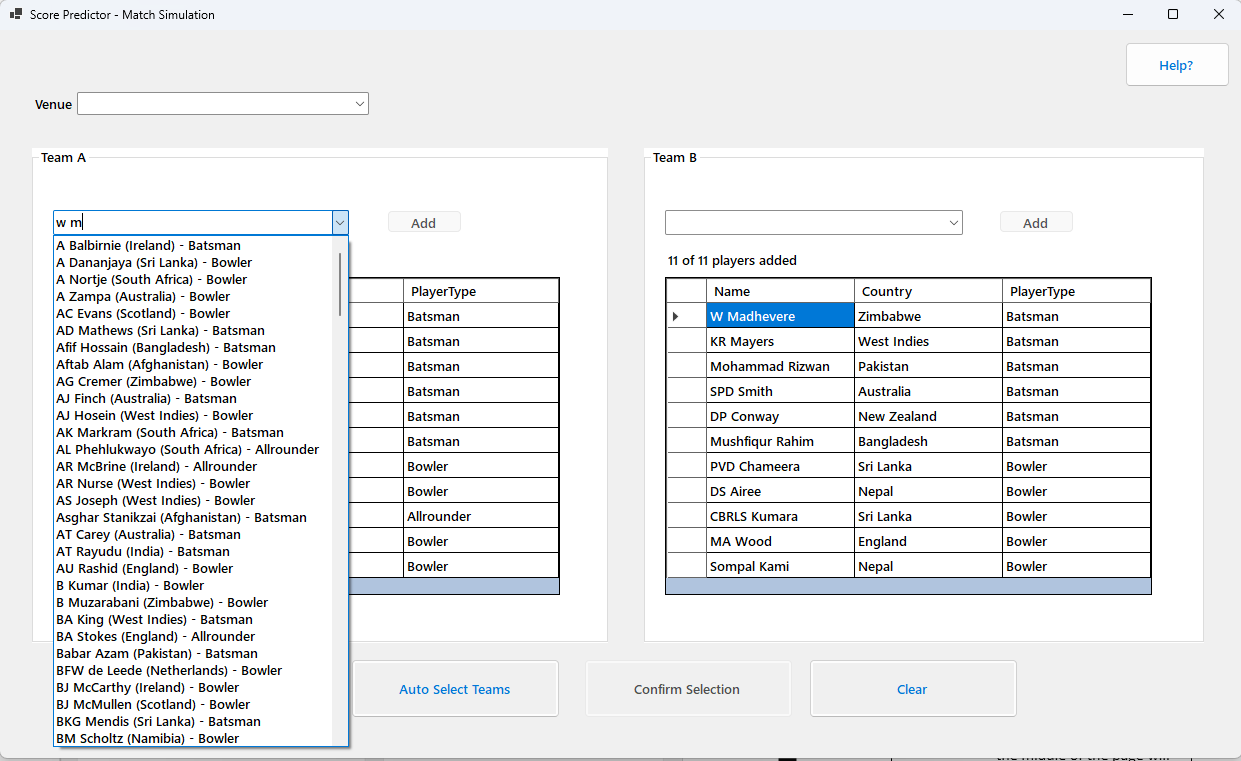 Score Predictor - Match Simulation
Help?
Venue
Team A
w m
Add
A Balbirnie (Ireland) - Batsman
A Dananjaya (Sri Lanka) - Bowler
A Nortje (South Africa) - Bowler
A Zampa (Australia) - Bowler
AC Evans (Scotland) - Bowler
AD Mathews (Sri Lanka) - Batsman
Afif Hossain (Bangladesh) - Batsman
Aftab Alam (Afghanistan) - Bowler
AG Cremer (Zimbabwe) - Bowler
AJ Finch (Australia) - Batsman
AJ Hosein (West Indies) - Bowler
AK Markram (South Africa) - Batsman
AL Phehlukwayo (South Africa) - Allrounder
AR McBrine (Ireland) - Allrounder
AR Nurse (West Indies) - Bowler
AS Joseph (West Indies) - Bowler
Asghar Stanikzai (Afghanistan) - Batsman
AT Carey (Australia) - Batsman
AT Rayudu (India) - Batsman
AU Rashid (England) - Bowler
B Kumar (India) - Bowler
B Muzarabani (Zimbabwe) - Bowler
BA King (West Indies) - Batsman
BA Stokes (England) - Allrounder
Babar Azam (Pakistan) - Batsman
BFW de Leede (Netherlands) - Bowler
BJ McCarthy (Ireland) - Bowler
BJ McMullen (Scotland) - Bowler
BKG Mendis (Sri Lanka) - Batsman
BM Scholtz (Namibia) - Bowler
PlayerType
Batsman
Batsman
Batsman
Batsman
Batsman
Batsman
Bowler
Bowler
Allrounder
Bowler
Bowler
Team B
Add
11 of 11 players added
Name Country PlayerType
W Madhevere Zimbabwe Batsman
KR Mayers West Indies Batsman
Mohammad Rizwan Pakistan Batsman
SPD Smith Australia Batsman
DP Conway New Zealand Batsman
Mushfiqur Rahim Bangladesh Batsman
PVD Chameera Sri Lanka Bowler
DS Airee Nepal Bowler
CBRLS Kumara Sri Lanka Bowler
MA Wood England Bowler
Sompal Kami Nepal Bowler
Auto Select Teams
Confirm Selection
Clear
the middle of the page will